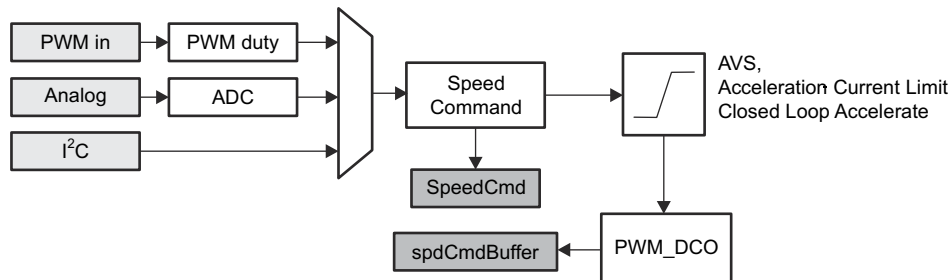 PWM in
PWM duty
Analog
ADC
I²C
Speed
Command
SpeedCmd
AVS,
Acceleration Current Limit
Closed Loop Accelerate
PWM_DCO
spdCmdBuffer